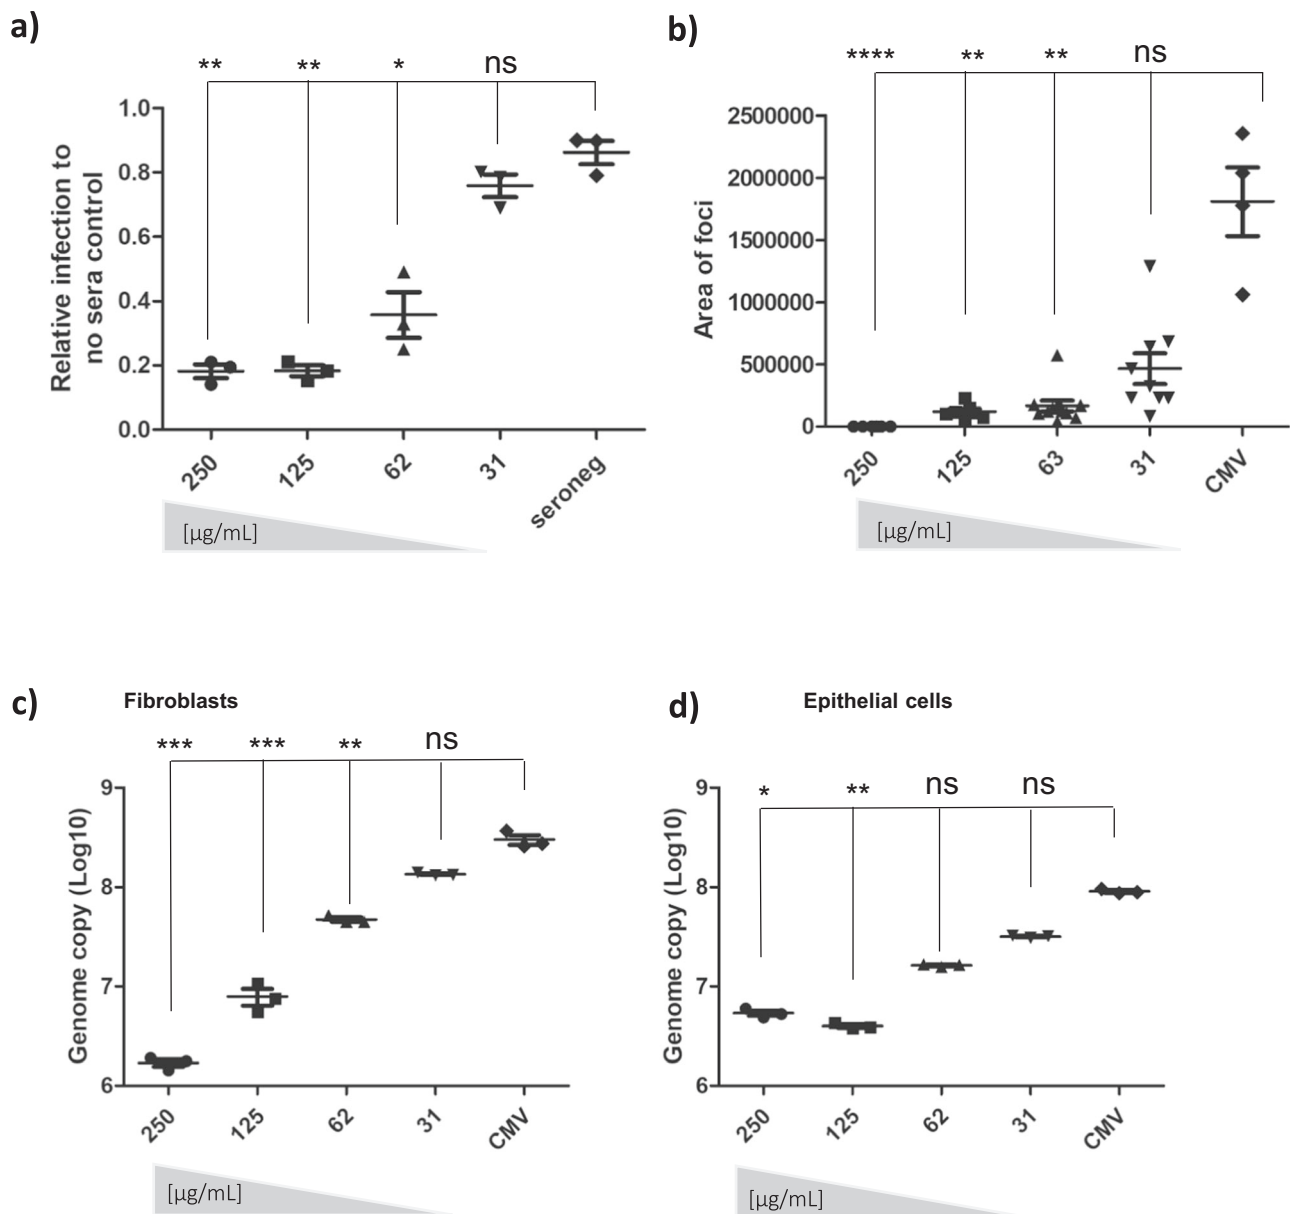 a)
** ** * ns
1.0
0.8
0.6
0.4
0.2
0.0
Relative infection to
no sera control
250 125 62 31 seroneg
[µg/mL]
b)
**** ** ** ns
2500000
2000000
1500000
1000000
500000
0
Area of foci
250 125 63 31 CMV
[µg/mL]
c) Fibroblasts
*** *** ** ns
9
8
7
6
Genome copy (Log10)
250 125 62 31 CMV
[µg/mL]
d) Epithelial cells
* ** ns ns
9
8
7
6
Genome copy (Log10)
250 125 62 31 CMV
[µg/mL]